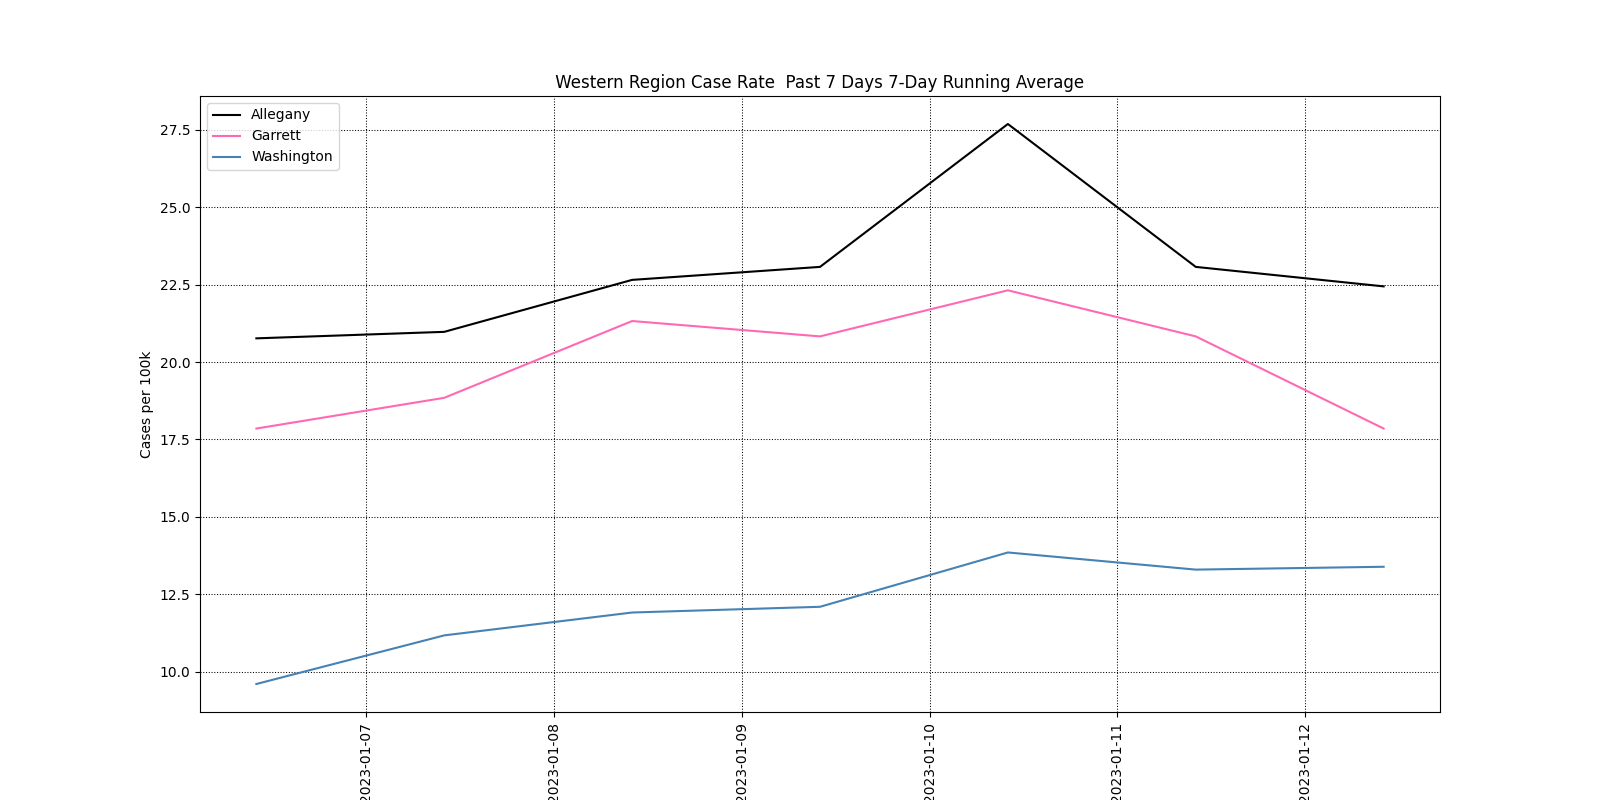 Western Region Case Rate  Past 7 Days 7-Day Running Average
Allegany
Garrett
Washington
Cases per 100k
27.5
25.0
22.5
20.0
17.5
15.0
12.5
10.0
2023-01-07
2023-01-08
2023-01-09
2023-01-10
2023-01-11
2023-01-12